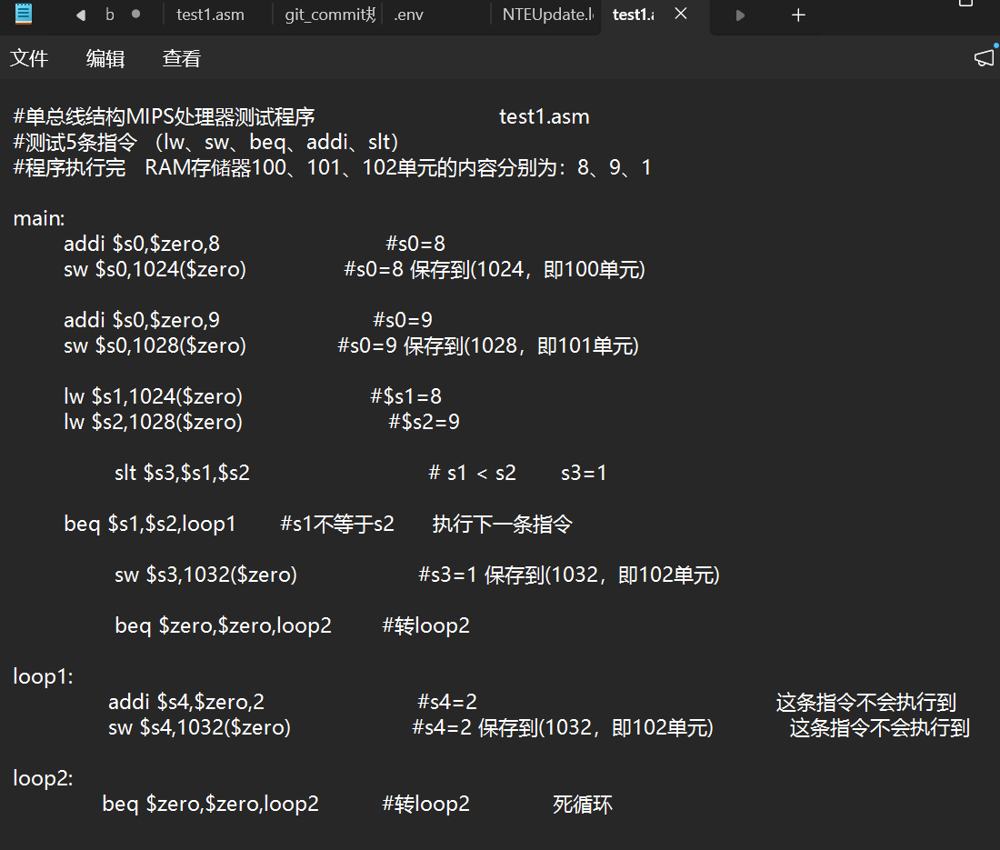 b test1.asm git_commit .env NTEUpdate.l test1.
文件 编辑 查看
#单总线结构MIPS处理器测试程序 test1.asm
#测试5条指令 （lw、sw、beq、addi、slt）
#程序执行完 RAM存储器100、101、102单元的内容分别为：8、9、1
main:
addi $s0,$zero,8 #s0=8
sw $s0,1024($zero) #s0=8 保存到(1024，即100单元)
addi $s0,$zero,9 #s0=9
sw $s0,1028($zero) #s0=9 保存到(1028，即101单元)
lw $s1,1024($zero) #$s1=8
lw $s2,1028($zero) #$s2=9
slt $s3,$s1,$s2 # s1 < s2 s3=1
beq $s1,$s2,loop1 #s1不等于s2 执行下一条指令
sw $s3,1032($zero) #s3=1 保存到(1032，即102单元)
beq $zero,$zero,loop2 #转loop2
loop1:
addi $s4,$zero,2 #s4=2 这条指令不会执行到
sw $s4,1032($zero) #s4=2 保存到(1032，即102单元) 这条指令不会执行到
loop2:
beq $zero,$zero,loop2 #转loop2 死循环